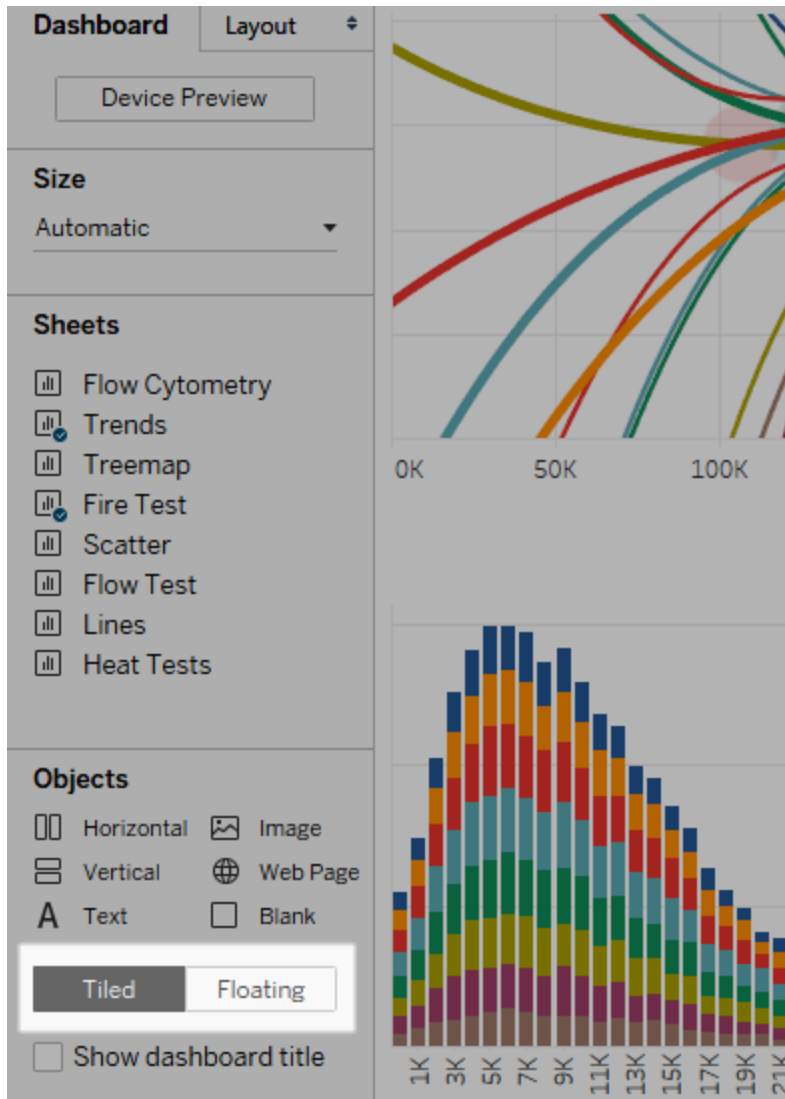 Dashboard Layout
Device Preview
Size
Automatic
Sheets
Flow Cytometry
Trends
Treemap
Fire Test
Scatter
Flow Test
Lines
Heat Tests
Objects
Horizontal Image
Vertical Web Page
A Text Blank
Tiled Floating
Show dashboard title
0K 50K 100K
1K 3K 5K 7K 9K 11K 13K 15K 17K 19K 21K